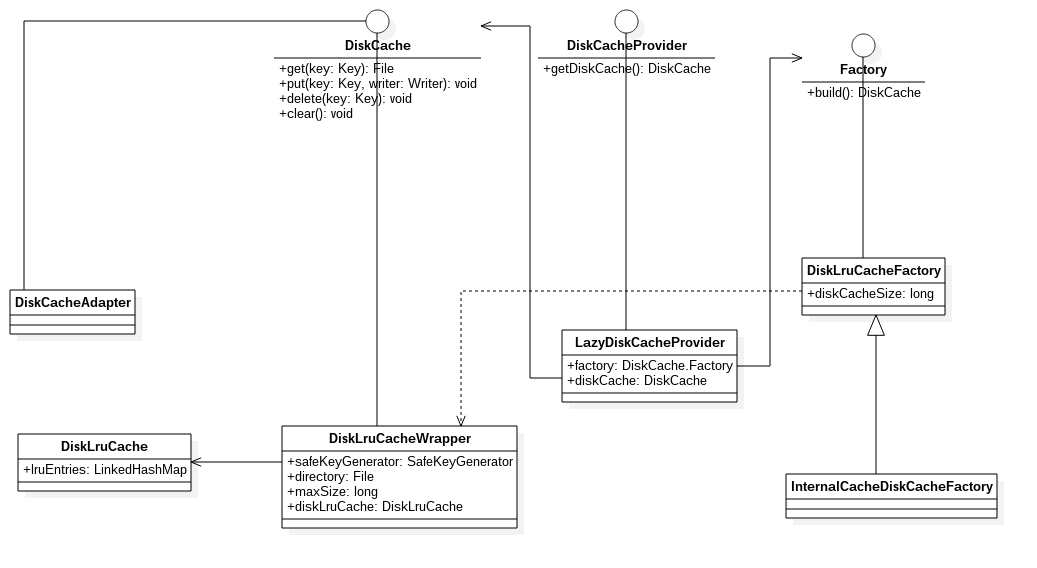 DiskCache
+get(key: Key): File
+put(key: Key, writer: Writer): void
+delete(key: Key): void
+clear(): void
DiskCacheProvider
+getDiskCache(): DiskCache
Factory
+build(): DiskCache
DiskCacheAdapter
DiskLruCacheFactory
+diskCacheSize: long
LazyDiskCacheProvider
+factory: DiskCache.Factory
+diskCache: DiskCache
DiskLruCache
+lruEntries: LinkedHashMap
DiskLruCacheWrapper
+safeKeyGenerator: SafeKeyGenerator
+directory: File
+maxSize: long
+diskLruCache: DiskLruCache
InternalCacheDiskCacheFactory